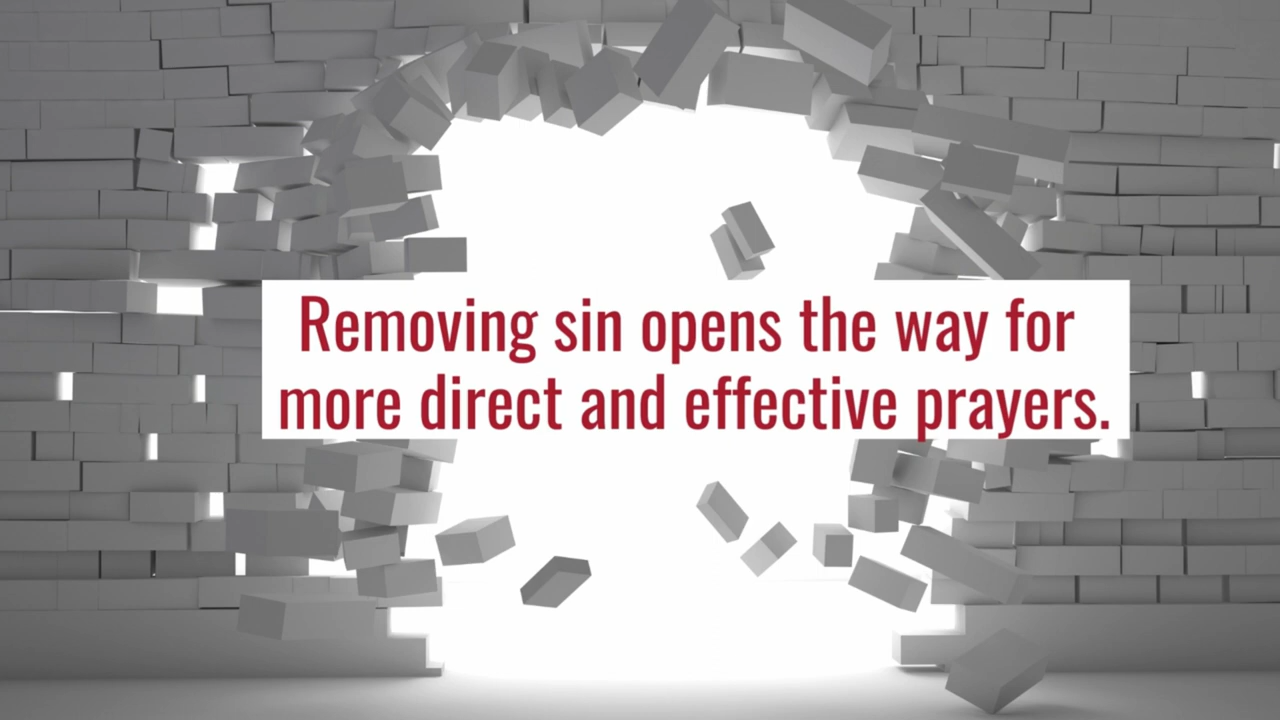 Removing sin opens the way for
more direct and effective prayers.